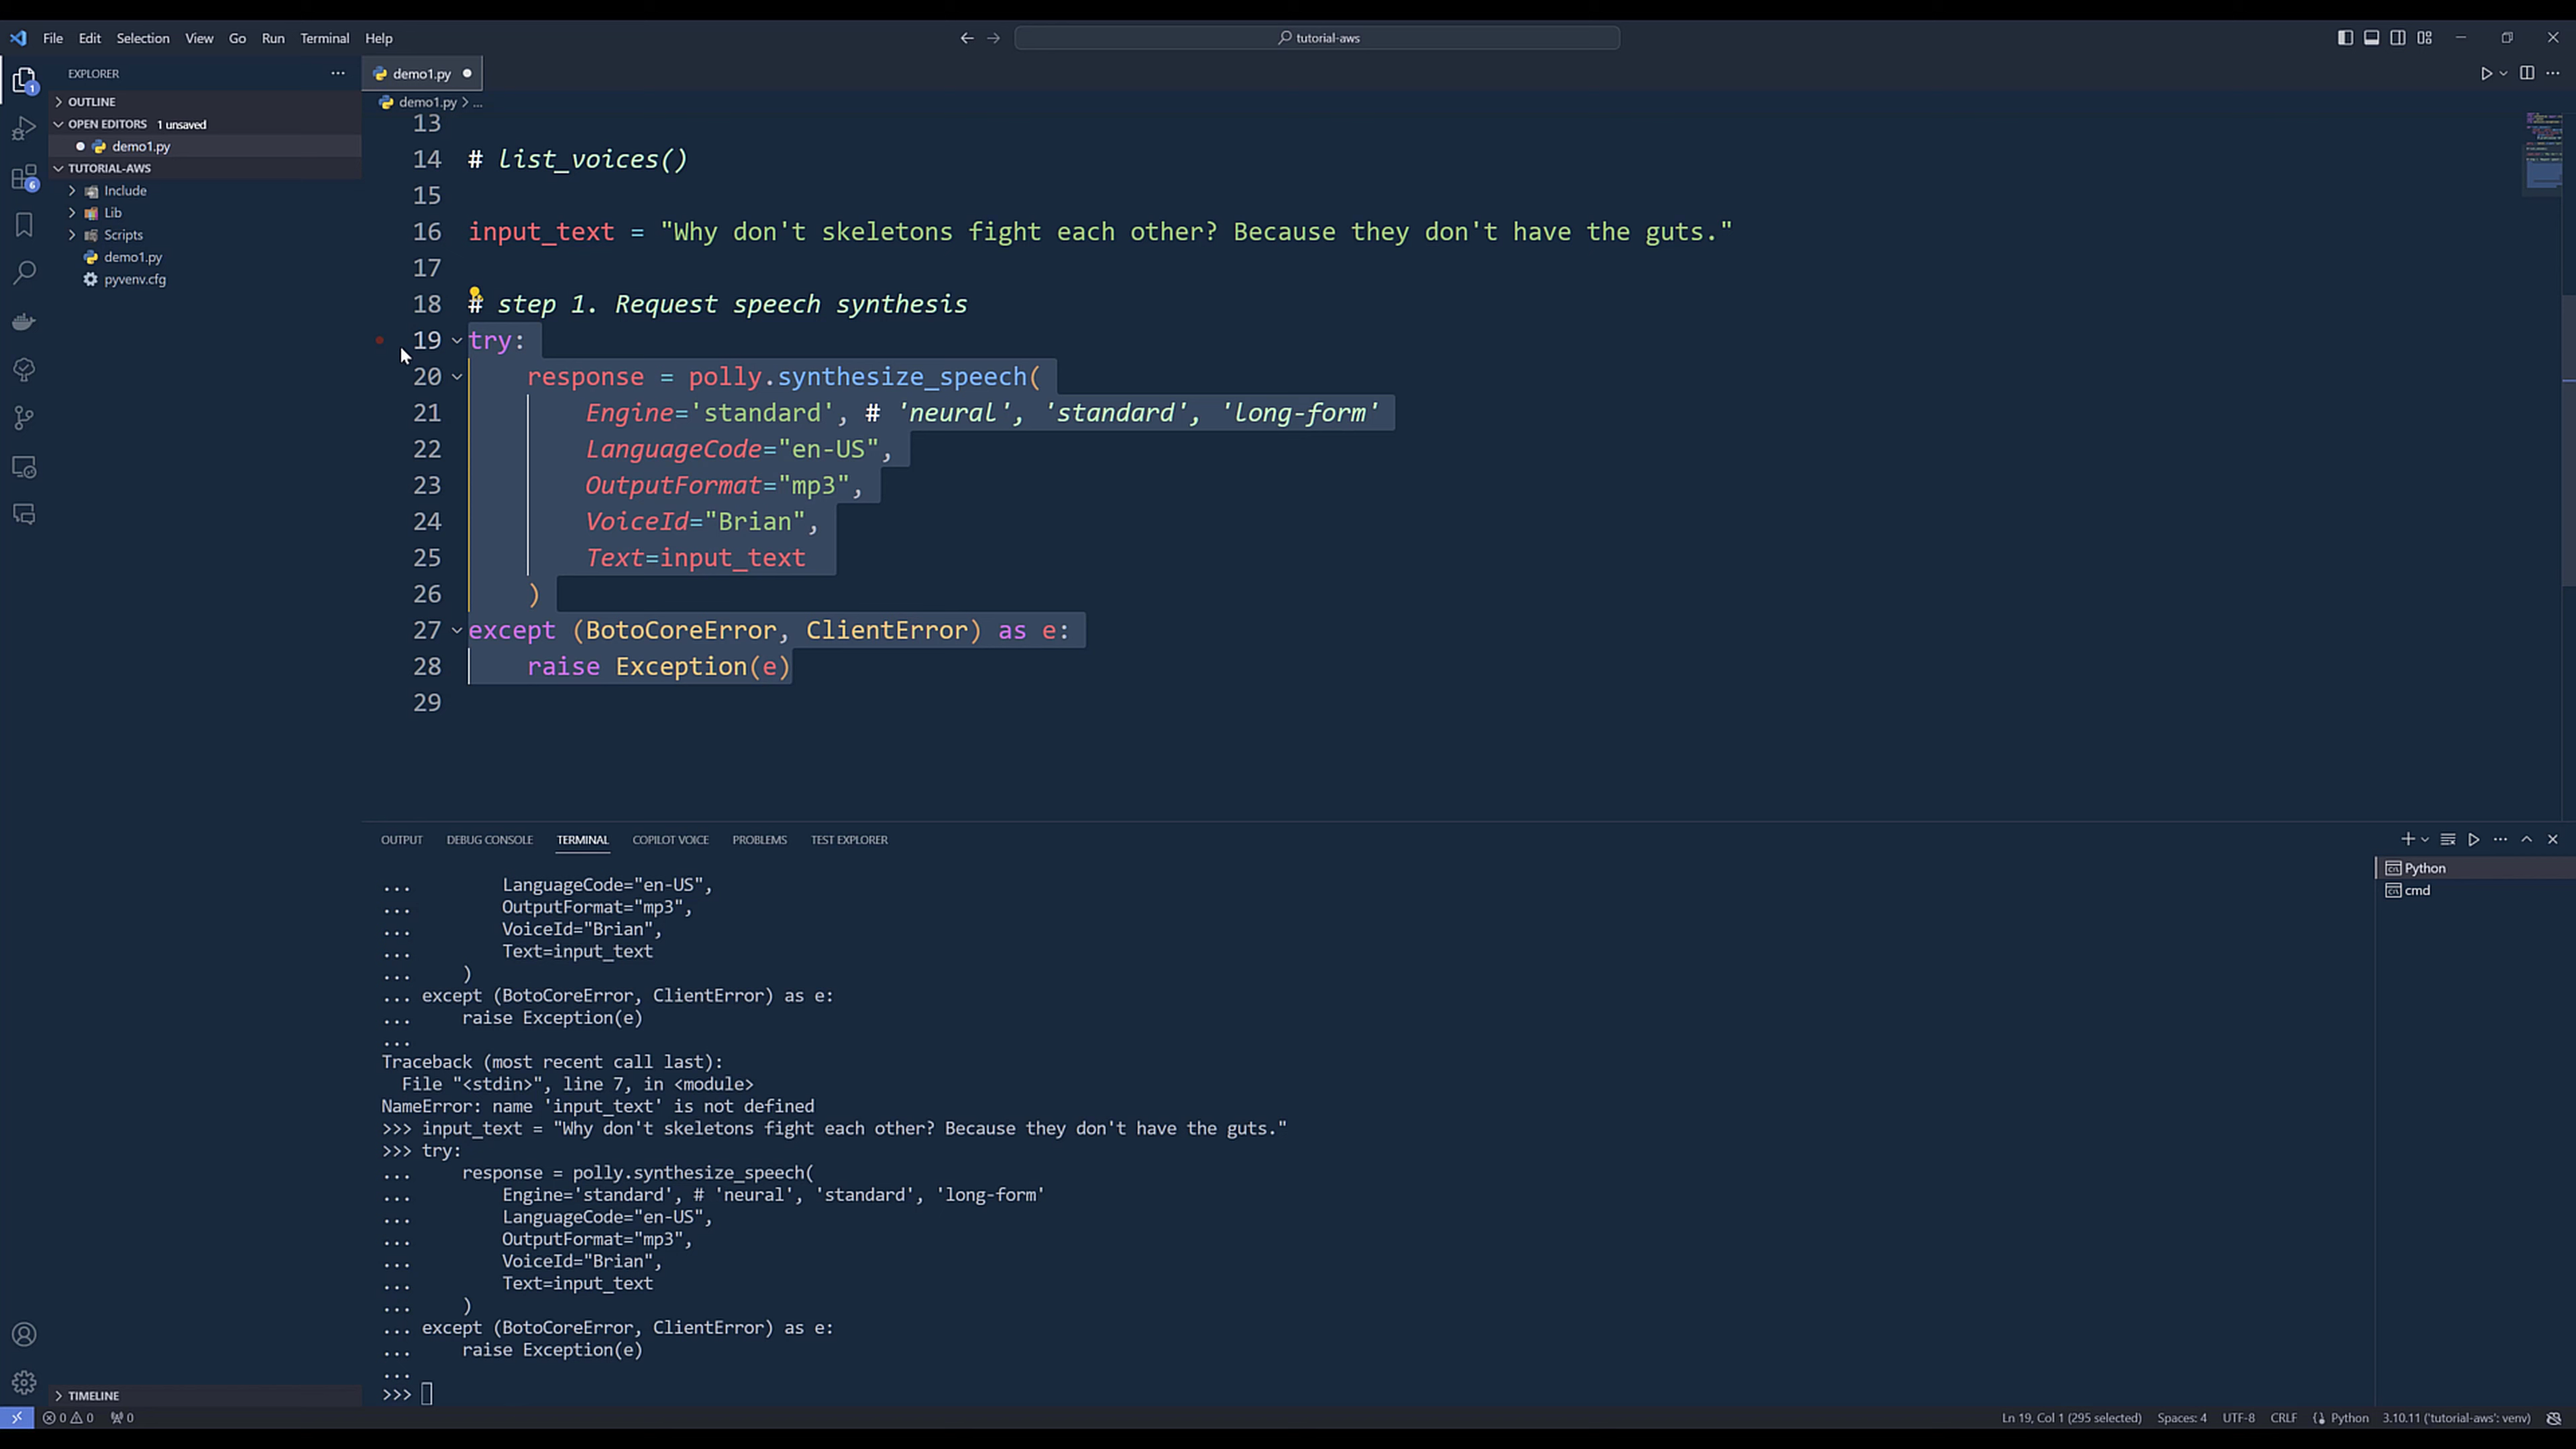 File Edit Selection View Go Run Terminal Help
tutorial-aws
EXPLORER
demo1.py
OUTLINE
demo1.py > ...
OPEN EDITORS 1 unsaved
demo1.py
TUTORIAL-AWS
Include
Lib
Scripts
demo1.py
pyvenv.cfg
1
6
13
14 # list_voices()
15
16 input_text = "Why don't skeletons fight each other? Because they don't have the guts."
17
18 # step 1. Request speech synthesis
19 try:
20 response = polly.synthesize_speech(
21 Engine='standard', # 'neural', 'standard', 'long-form'
22 LanguageCode="en-US",
23 OutputFormat="mp3",
24 VoiceId="Brian",
25 Text=input_text
26 )
27 except (BotoCoreError, ClientError) as e:
28 raise Exception(e)
29
OUTPUT DEBUG CONSOLE TERMINAL COPILOT VOICE PROBLEMS TEST EXPLORER
Python
cmd
... LanguageCode="en-US",
... OutputFormat="mp3",
... VoiceId="Brian",
... Text=input_text
... )
... except (BotoCoreError, ClientError) as e:
... raise Exception(e)
...
Traceback (most recent call last):
File "<stdin>", line 7, in <module>
NameError: name 'input_text' is not defined
>>> input_text = "Why don't skeletons fight each other? Because they don't have the guts."
>>> try:
... response = polly.synthesize_speech(
... Engine='standard', # 'neural', 'standard', 'long-form'
... LanguageCode="en-US",
... OutputFormat="mp3",
... VoiceId="Brian",
... Text=input_text
... )
... except (BotoCoreError, ClientError) as e:
... raise Exception(e)
...
>>>
TIMELINE
0 0 0
Ln 19, Col 1 (295 selected) Spaces: 4 UTF-8 CRLF Python 3.10.11 ('tutorial-aws': venv)